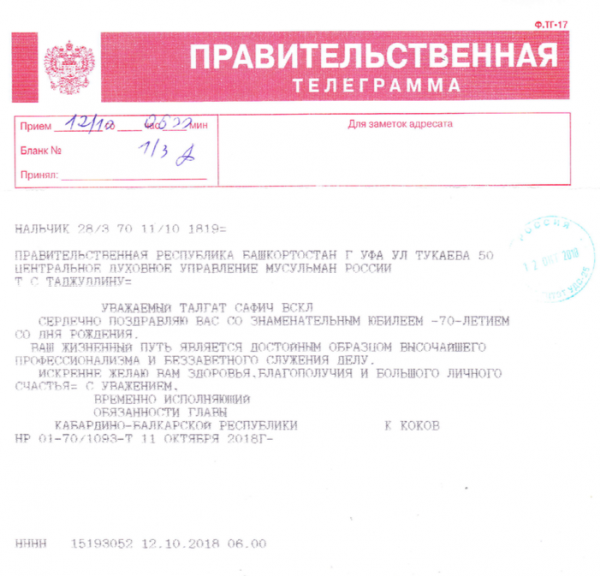 Ф.ТГ-17
ПРАВИТЕЛЬСТВЕННАЯ
ТЕЛЕГРАММА
Прием 12/10 мин
Для заметок адресата
Бланк № 1/3
Принял:
НАЛЬЧИК 28/3 70 11/10 1819=
ПРАВИТЕЛЬСТВЕННАЯ РЕСПУБЛИКА БАШКОРТОСТАН Г УФА УЛ ТУКАЕВА 50
ЦЕНТРАЛЬНОЕ ДУХОВНОЕ УПРАВЛЕНИЕ МУСУЛЬМАН РОССИИ
Т С ТАДЖУДДИНУ=
УВАЖАЕМЫЙ ТАЛГАТ САФИЧ ВСКЛ
СЕРДЕЧНО ПОЗДРАВЛЯЮ ВАС СО ЗНАМЕНАТЕЛЬНЫМ ЮБИЛЕЕМ -70-ЛЕТИЕМ
СО ДНЯ РОЖДЕНИЯ.
ВАШ ЖИЗНЕННЫЙ ПУТЬ ЯВЛЯЕТСЯ ДОСТОЙНЫМ ОБРАЗЦОМ ВЫСОЧАЙШЕГО
ПРОФЕССИОНАЛИЗМА И БЕЗЗАВЕТНОГО СЛУЖЕНИЯ ДЕЛУ.
ИСКРЕННЕ ЖЕЛАЮ ВАМ ЗДОРОВЬЯ.БЛАГОПОЛУЧИЯ И БОЛЬШОГО ЛИЧНОГО
СЧАСТЬЯ= С УВАЖЕНИЕМ.
ВРЕМЕННО ИСПОЛНЯЮЩИЙ
ОБЯЗАННОСТИ ГЛАВЫ
КАБАРДИНО-БАЛКАРСКОЙ РЕСПУБЛИКИ К КОКОВ
НР 01-70/1093-Т 11 ОКТЯБРЯ 2018Г-
НННН 15193052 12.10.2018 06.00
РОССИЯ